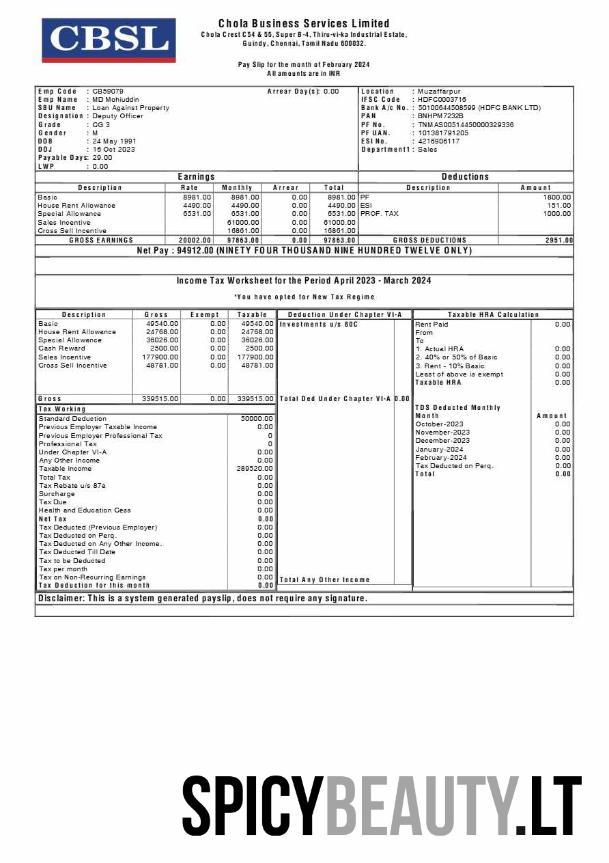 CBSL
Chola Business Services Limited
Chola Crest C54 & 55, Super B-4, Thiru-vi-ka Industrial Estate,
Guindy, Chennai, Tamil Nadu 600032.
Pay Slip for the month of February 2024
All amounts are in INR
Emp Code : CB59079 Arrear Day(s): 0.00 Location : Muzaffarpur
Emp Name : MD Mohiuddin IFSC Code : HDFC0003716
SBU Name : Loan Against Property Bank A/c No. : 50100644508599 (HDFC BANK LTD)
Designation : Deputy Officer PAN : BNHPM7232B
Grade : CG 3 PF No. : TNMAS00514450000329336
Gender : M PF UAN. : 101381791205
DOB : 24 May 1991 ESI No. : 4216906117
DOJ : 16 Oct 2023 Department1 : Sales
Payable Days: 29.00
LWP : 0.00
Earnings Deductions
Description Rate Monthly Arrear Total Description Amount
Basic 8981.00 8981.00 0.00 8981.00 PF 1800.00
House Rent Allowance 4490.00 4490.00 0.00 4490.00 ESI 151.00
Special Allowance 6531.00 6531.00 0.00 6531.00 PROF. TAX 1000.00
Sales Incentive 61000.00 0.00 61000.00
Cross Sell Incentive 16861.00 0.00 16861.00
GROSS EARNINGS 20002.00 97863.00 0.00 97863.00 GROSS DEDUCTIONS 2951.00
Net Pay : 94912.00 (NINETY FOUR THOUSAND NINE HUNDRED TWELVE ONLY)
Income Tax Worksheet for the Period April 2023 - March 2024
*You have opted for New Tax Regime
Description Gross Exempt Taxable Deduction Under Chapter VI-A Taxable HRA Calculation
Basic 49540.00 0.00 49540.00 Investments u/s 80C Rent Paid 0.00
House Rent Allowance 24768.00 0.00 24768.00 From
Special Allowance 36026.00 0.00 36026.00 To
Cash Reward 2500.00 0.00 2500.00 1. Actual HRA 0.00
Sales Incentive 177900.00 0.00 177900.00 2. 40% or 50% of Basic 0.00
Cross Sell Incentive 48781.00 0.00 48781.00 3. Rent - 10% Basic 0.00
Least of above is exempt 0.00
Taxable HRA 0.00
Gross 339515.00 0.00 339515.00 Total Ded Under Chapter VI-A 0.00
Tax Working TDS Deducted Monthly
Standard Deduction 50000.00 Month Amount
Previous Employer Taxable Income 0.00 October-2023 0.00
Previous Employer Professional Tax 0 November-2023 0.00
Professional Tax 0 December-2023 0.00
Under Chapter VI-A 0.00 January-2024 0.00
Any Other Income 0.00 February-2024 0.00
Taxable Income 289520.00 Tax Deducted on Perq. 0.00
Total Tax 0.00 Total 0.00
Tax Rebate u/s 87a 0.00
Surcharge 0.00
Tax Due 0.00
Health and Education Cess 0.00
Net Tax 0.00
Tax Deducted (Previous Employer) 0.00
Tax Deducted on Perq. 0.00
Tax Deducted on Any Other Income. 0.00
Tax Deducted Till Date 0.00
Tax to be Deducted 0.00
Tax per month 0.00
Tax on Non-Recurring Earnings 0.00 Total Any Other Income
Tax Deduction for this month 0.00
Disclaimer: This is a system generated payslip, does not require any signature.
SPICYBEAUTY.LT